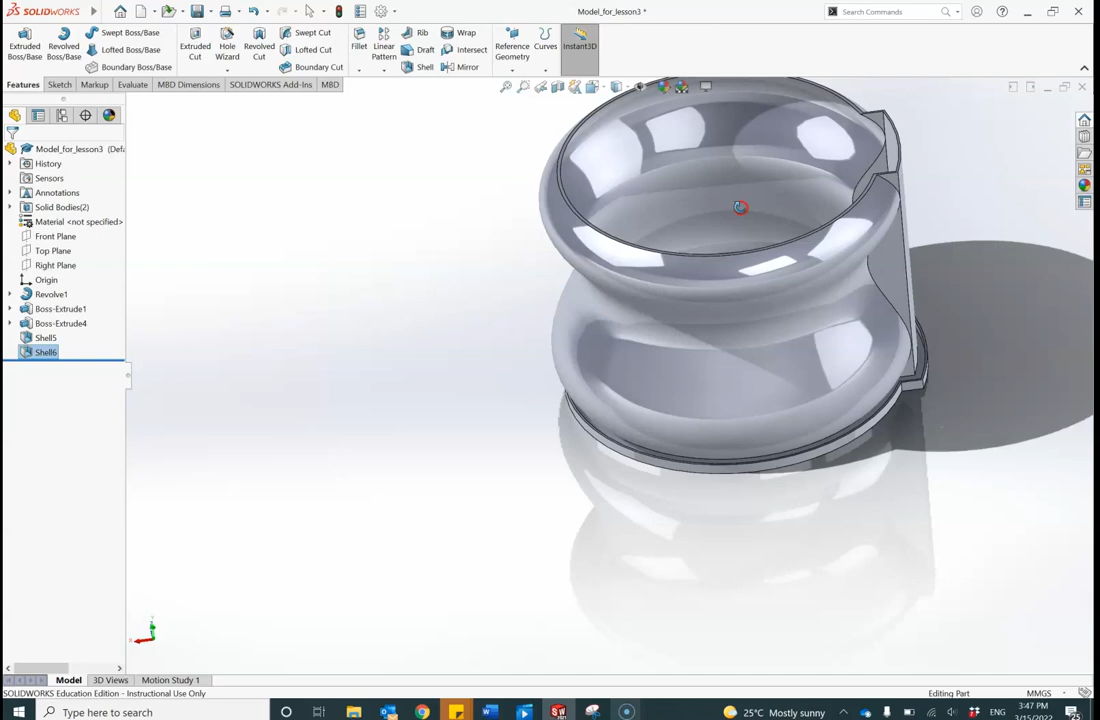 SOLIDWORKS
Model_for_lesson3 *
Search Commands
Extruded Boss/Base
Revolved Boss/Base
Swept Boss/Base
Lofted Boss/Base
Boundary Boss/Base
Extruded Cut
Hole Wizard
Revolved Cut
Swept Cut
Lofted Cut
Boundary Cut
Fillet
Linear Pattern
Rib
Draft
Shell
Wrap
Intersect
Mirror
Reference Geometry
Curves
Instant3D
Features Sketch Markup Evaluate MBD Dimensions SOLIDWORKS Add-Ins MBD
Model_for_lesson3 (Defa
History
Sensors
Annotations
Solid Bodies(2)
Material <not specified>
Front Plane
Top Plane
Right Plane
Origin
Revolve1
Boss-Extrude1
Boss-Extrude4
Shell5
Shell6
Model 3D Views Motion Study 1
SOLIDWORKS Education Edition - Instructional Use Only
Editing Part MMGS
Type here to search
25°C Mostly sunny
ENG
3:47 PM
3/15/2022